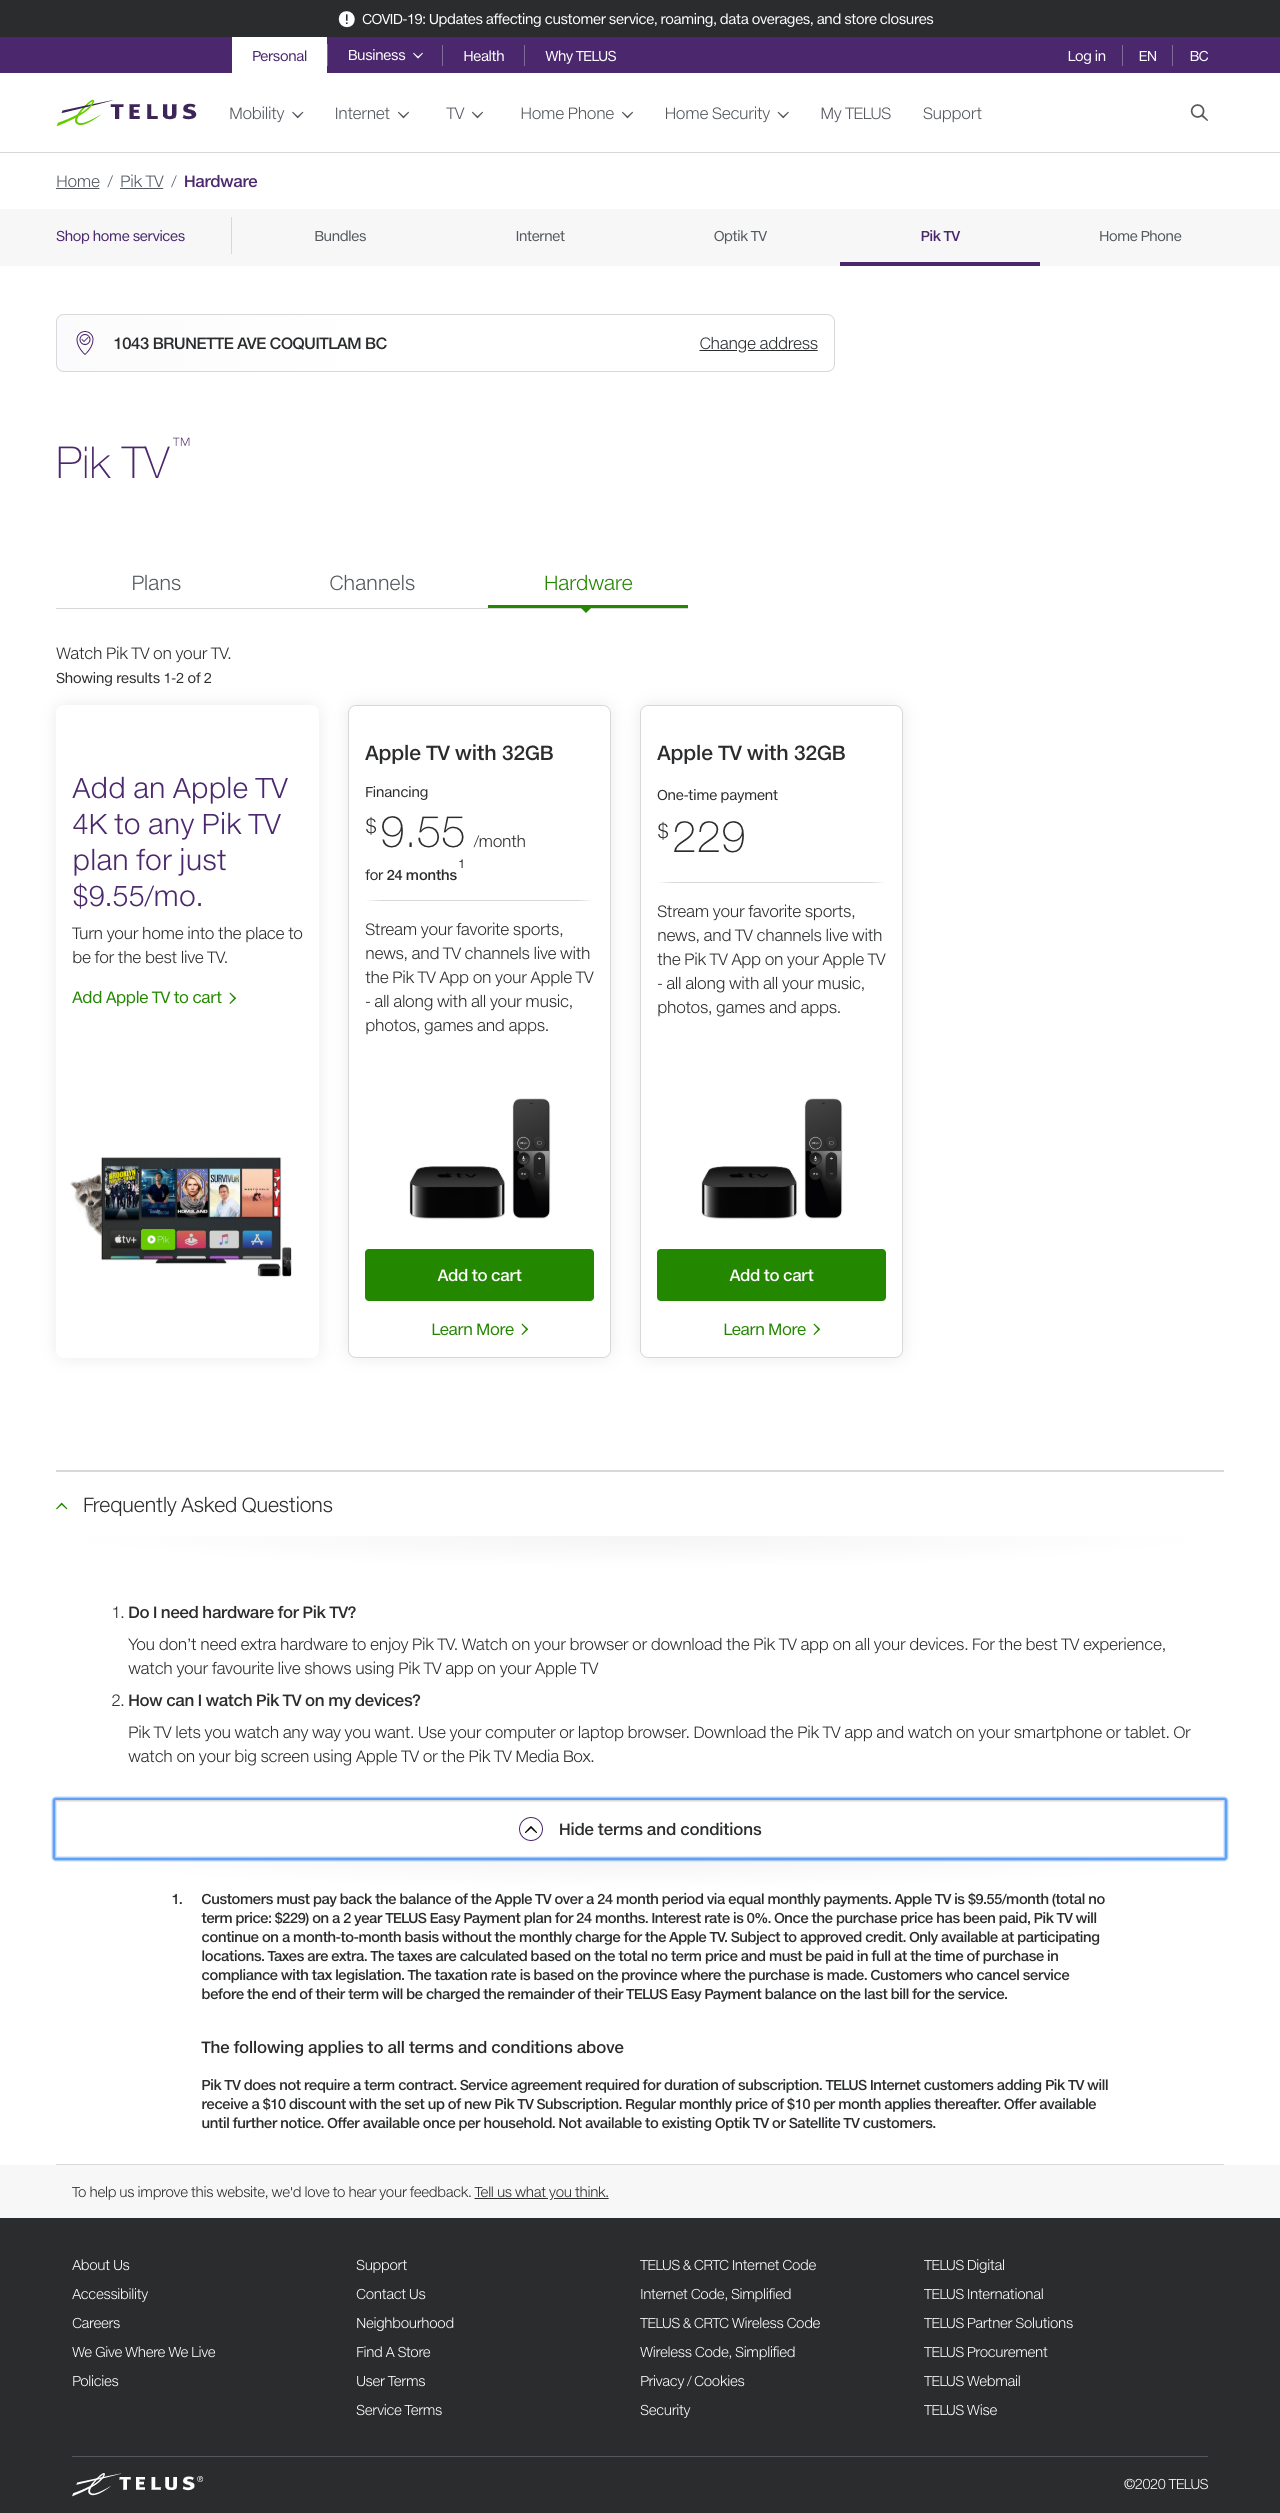 COVID-19: Updates affecting customer service, roaming, data overages, and store closures
Personal Business Health Why TELUS Log in EN BC
TELUS Mobility Internet TV Home Phone Home Security My TELUS Support
Home / Pik TV / Hardware
Shop home services Bundles Internet Optik TV Pik TV Home Phone
1043 BRUNETTE AVE COQUITLAM BC Change address
Pik TV™
Plans Channels Hardware
Watch Pik TV on your TV.
Showing results 1-2 of 2
Add an Apple TV
4K to any Pik TV
plan for just
$9.55/mo.
Turn your home into the place to
be for the best live TV.
Add Apple TV to cart
BROOKLYN
HOMELAND
SURVIVOR
tv+ Pik
Apple TV with 32GB
Financing
$9.55 /month
for 24 months1
Stream your favorite sports,
news, and TV channels live with
the Pik TV App on your Apple TV
- all along with all your music,
photos, games and apps.
tv
MENU
Add to cart
Learn More
Apple TV with 32GB
One-time payment
$229
Stream your favorite sports,
news, and TV channels live with
the Pik TV App on your Apple TV
- all along with all your music,
photos, games and apps.
tv
MENU
Add to cart
Learn More
Frequently Asked Questions
1. Do I need hardware for Pik TV?
You don't need extra hardware to enjoy Pik TV. Watch on your browser or download the Pik TV app on all your devices. For the best TV experience,
watch your favourite live shows using Pik TV app on your Apple TV
2. How can I watch Pik TV on my devices?
Pik TV lets you watch any way you want. Use your computer or laptop browser. Download the Pik TV app and watch on your smartphone or tablet. Or
watch on your big screen using Apple TV or the Pik TV Media Box.
Hide terms and conditions
1. Customers must pay back the balance of the Apple TV over a 24 month period via equal monthly payments. Apple TV is $9.55/month (total no
term price: $229) on a 2 year TELUS Easy Payment plan for 24 months. Interest rate is 0%. Once the purchase price has been paid, Pik TV will
continue on a month-to-month basis without the monthly charge for the Apple TV. Subject to approved credit. Only available at participating
locations. Taxes are extra. The taxes are calculated based on the total no term price and must be paid in full at the time of purchase in
compliance with tax legislation. The taxation rate is based on the province where the purchase is made. Customers who cancel service
before the end of their term will be charged the remainder of their TELUS Easy Payment balance on the last bill for the service.
The following applies to all terms and conditions above
Pik TV does not require a term contract. Service agreement required for duration of subscription. TELUS Internet customers adding Pik TV will
receive a $10 discount with the set up of new Pik TV Subscription. Regular monthly price of $10 per month applies thereafter. Offer available
until further notice. Offer available once per household. Not available to existing Optik TV or Satellite TV customers.
To help us improve this website, we'd love to hear your feedback. Tell us what you think.
About Us
Accessibility
Careers
We Give Where We Live
Policies
Support
Contact Us
Neighbourhood
Find A Store
User Terms
Service Terms
TELUS & CRTC Internet Code
Internet Code, Simplified
TELUS & CRTC Wireless Code
Wireless Code, Simplified
Privacy / Cookies
Security
TELUS Digital
TELUS International
TELUS Partner Solutions
TELUS Procurement
TELUS Webmail
TELUS Wise
TELUS®
©2020 TELUS